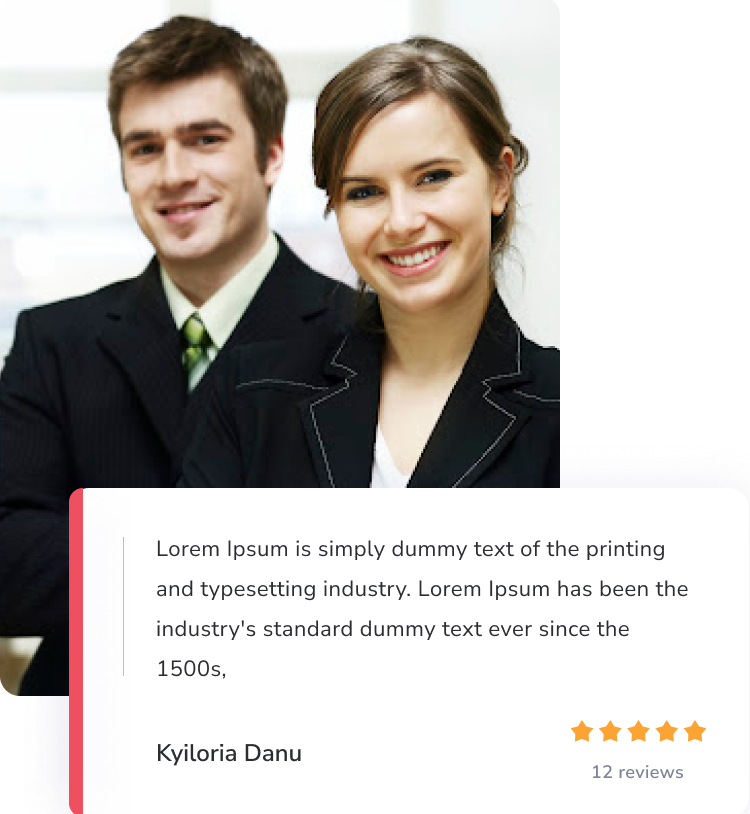 Lorem Ipsum is simply dummy text of the printing
and typesetting industry. Lorem Ipsum has been the
industry's standard dummy text ever since the
1500s,
Kyiloria Danu
12 reviews